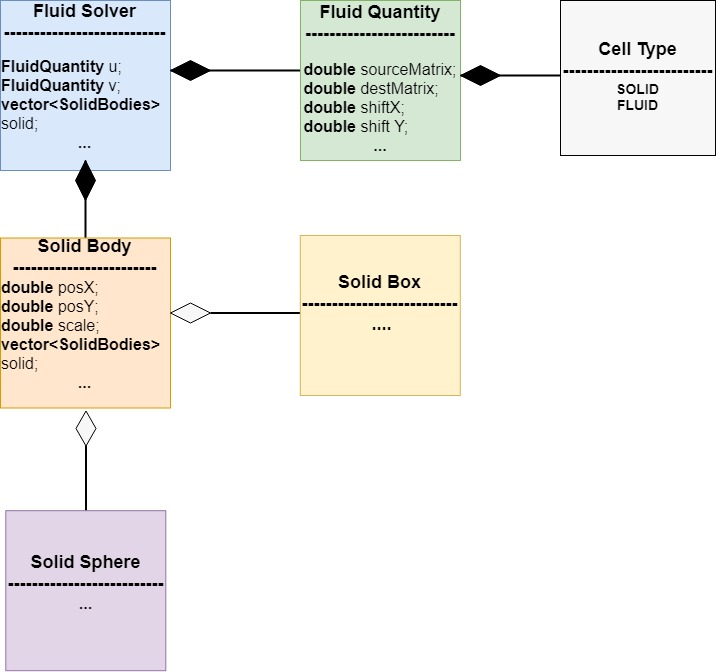 Fluid Solver
FluidQuantity u;
FluidQuantity v;
vector<SolidBodies>
solid;
...
Fluid Quantity
double sourceMatrix;
double destMatrix;
double shiftX;
double shift Y;
...
Cell Type
SOLID
FLUID
Solid Body
double posX;
double posY;
double scale;
vector<SolidBodies>
solid;
...
Solid Box
....
Solid Sphere
...